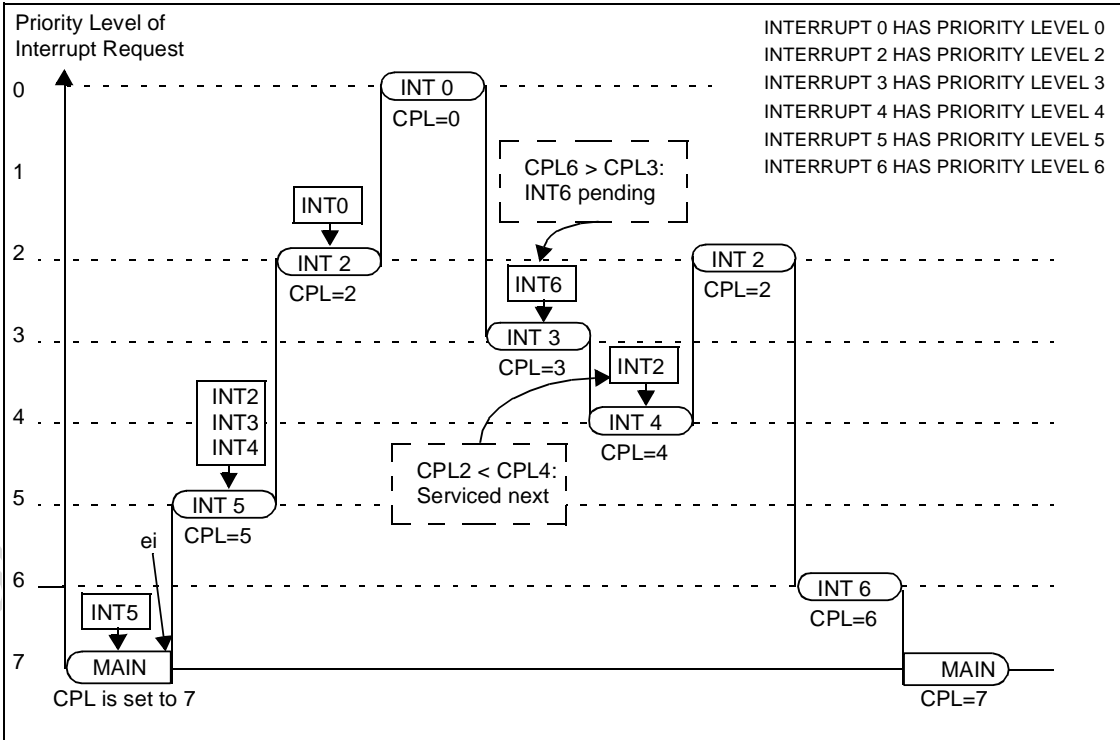 Priority Level of
Interrupt Request
INTERRUPT 0 HAS PRIORITY LEVEL 0
INTERRUPT 2 HAS PRIORITY LEVEL 2
INTERRUPT 3 HAS PRIORITY LEVEL 3
INTERRUPT 4 HAS PRIORITY LEVEL 4
INTERRUPT 5 HAS PRIORITY LEVEL 5
INTERRUPT 6 HAS PRIORITY LEVEL 6
0
INT 0
CPL=0
1
CPL6 > CPL3:
INT6 pending
INT0
2
INT 2
CPL=2
INT 2
CPL=2
INT6
3
INT 3
CPL=3
INT2
INT2
INT3
INT4
4
INT 4
CPL=4
CPL2 < CPL4:
Serviced next
5
INT 5
CPL=5
ei
6
INT 6
CPL=6
INT5
7
MAIN
CPL is set to 7
MAIN
CPL=7